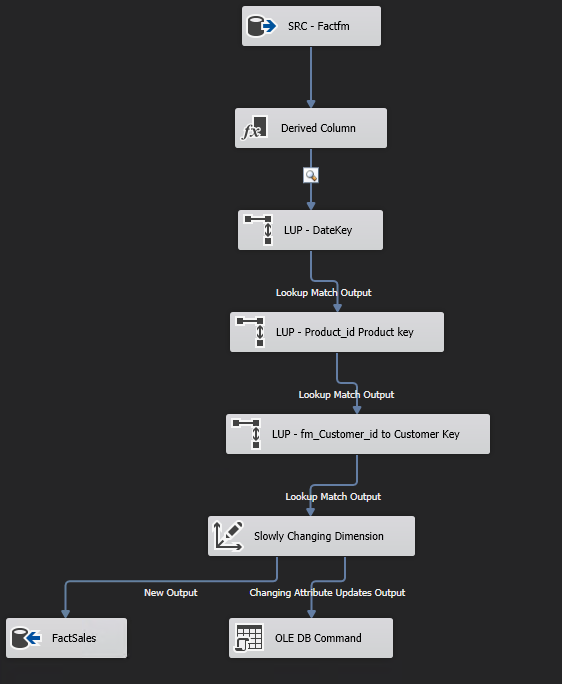 SRC - Factfm
fx
Derived Column
LUP - DateKey
Lookup Match Output
LUP - Product_id Product key
Lookup Match Output
LUP - fm_Customer_id to Customer Key
Lookup Match Output
Slowly Changing Dimension
New Output
Changing Attribute Updates Output
FactSales
OLE DB Command